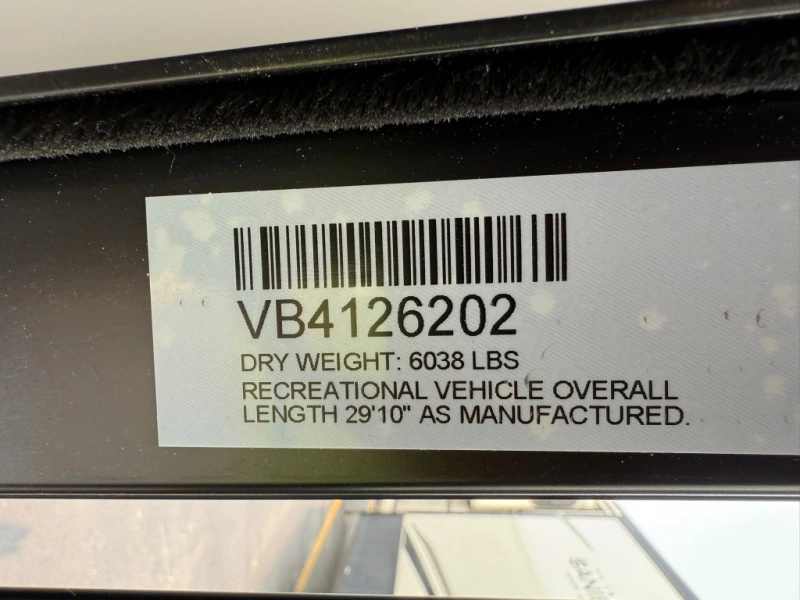 VB4126202
DRY WEIGHT: 6038 LBS
RECREATIONAL VEHICLE OVERALL
LENGTH 29'10" AS MANUFACTURED.